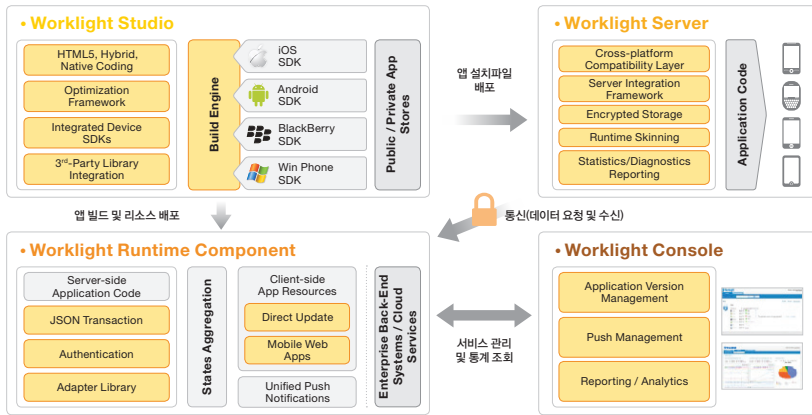 • Worklight Studio
HTML5, Hybrid,
Native Coding
Optimization
Framework
Integrated Device
SDKs
3rd-Party Library
Integration
Build Engine
iOS
SDK
Android
SDK
BlackBerry
SDK
Win Phone
SDK
Public / Private App
Stores
앱 설치파일
배포
• Worklight Server
Cross-platform
Compatibility Layer
Server Integration
Framework
Encrypted Storage
Runtime Skinning
Statistics/Diagnostics
Reporting
Application Code
앱 빌드 및 리소스 배포
통신(데이터 요청 및 수신)
• Worklight Runtime Component
Server-side
Application Code
JSON Transaction
Authentication
Adapter Library
States Aggregation
Client-side
App Resources
Direct Update
Mobile Web
Apps
Unified Push
Notifications
Enterprise Back-End
Systems / Cloud
Services
서비스 관리
및 통계 조회
• Worklight Console
Application Version
Management
Push Management
Reporting / Analytics